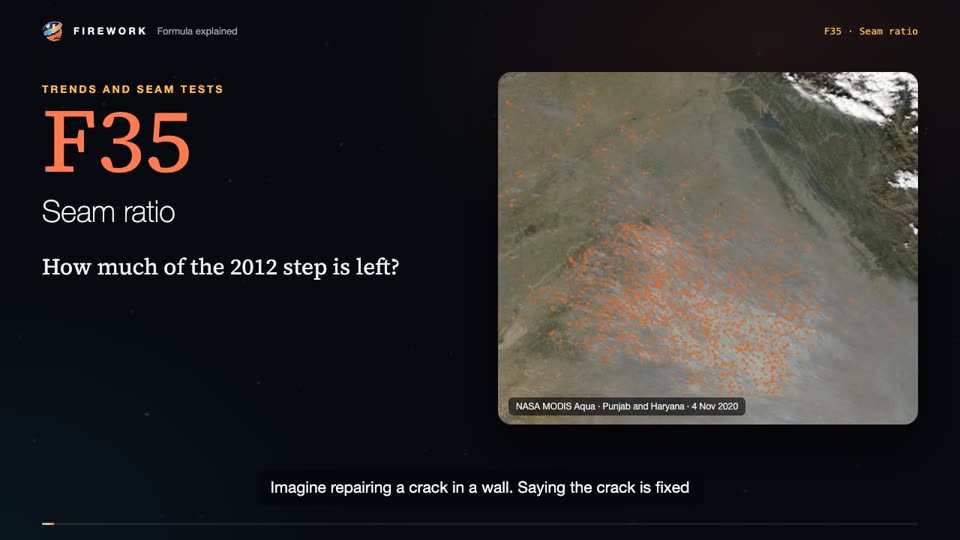 FIREWORK Formula explained
F35 · Seam ratio
TRENDS AND SEAM TESTS
F35
Seam ratio
How much of the 2012 step is left?
NASA MODIS Aqua · Punjab and Haryana · 4 Nov 2020
Imagine repairing a crack in a wall. Saying the crack is fixed